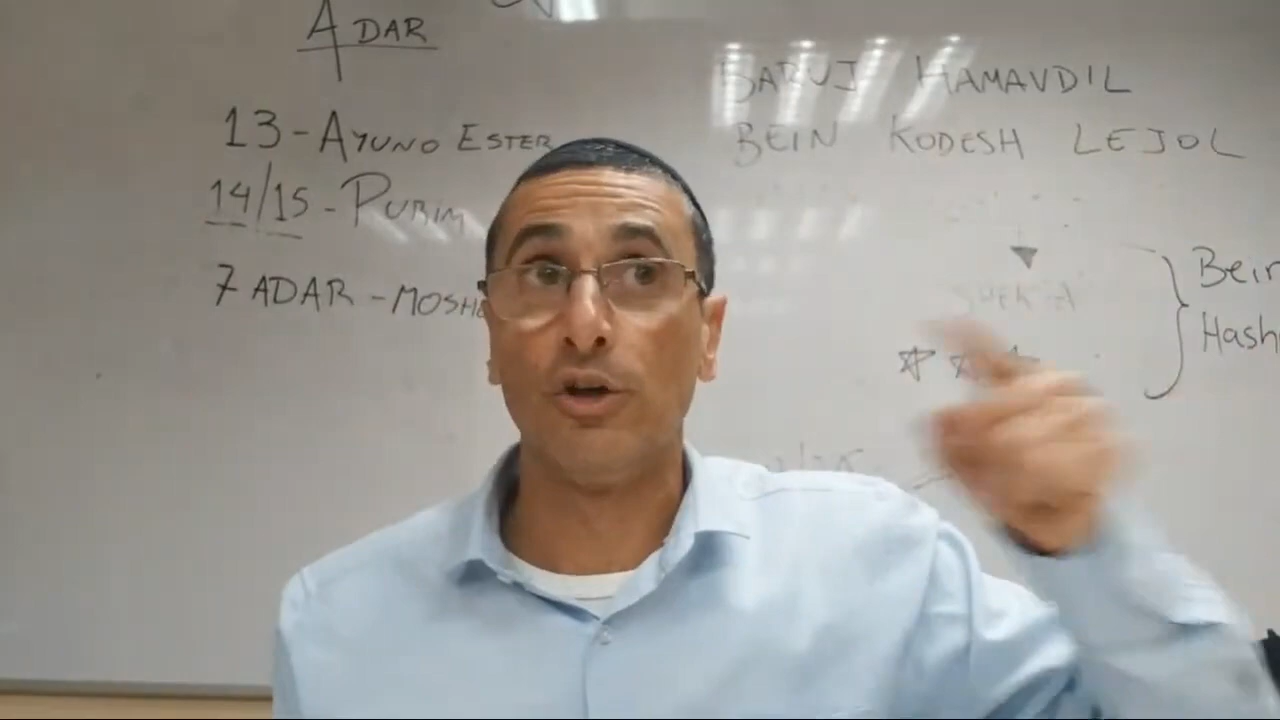 ADAR
13 - AYUNO ESTER
14/15 - PURIM
7 ADAR - MOSHE
BARUJ HAMAVDIL
BEIN KODESH LEJOL
Bein
Hash